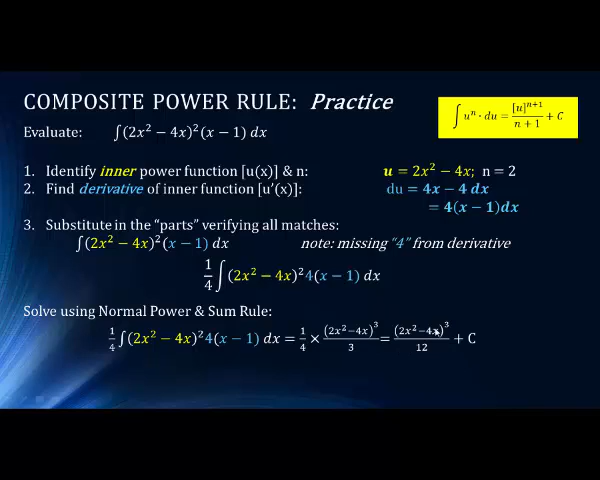 COMPOSITE POWER RULE: Practice
∫ uⁿ · du = [u]ⁿ⁺¹ / n + 1 + C
Evaluate: ∫(2x² − 4x)²(x − 1) dx
1. Identify inner power function [u(x)] & n: u = 2x² − 4x; n = 2
2. Find derivative of inner function [u'(x)]: du = 4x − 4 dx
= 4(x − 1)dx
3. Substitute in the “parts” verifying all matches:
∫(2x² − 4x)²(x − 1) dx note: missing “4” from derivative
1/4 ∫(2x² − 4x)²4(x − 1) dx
Solve using Normal Power & Sum Rule:
1/4 ∫(2x² − 4x)²4(x − 1) dx = 1/4 × (2x²−4x)³/3 = (2x²−4x)³/12 + C